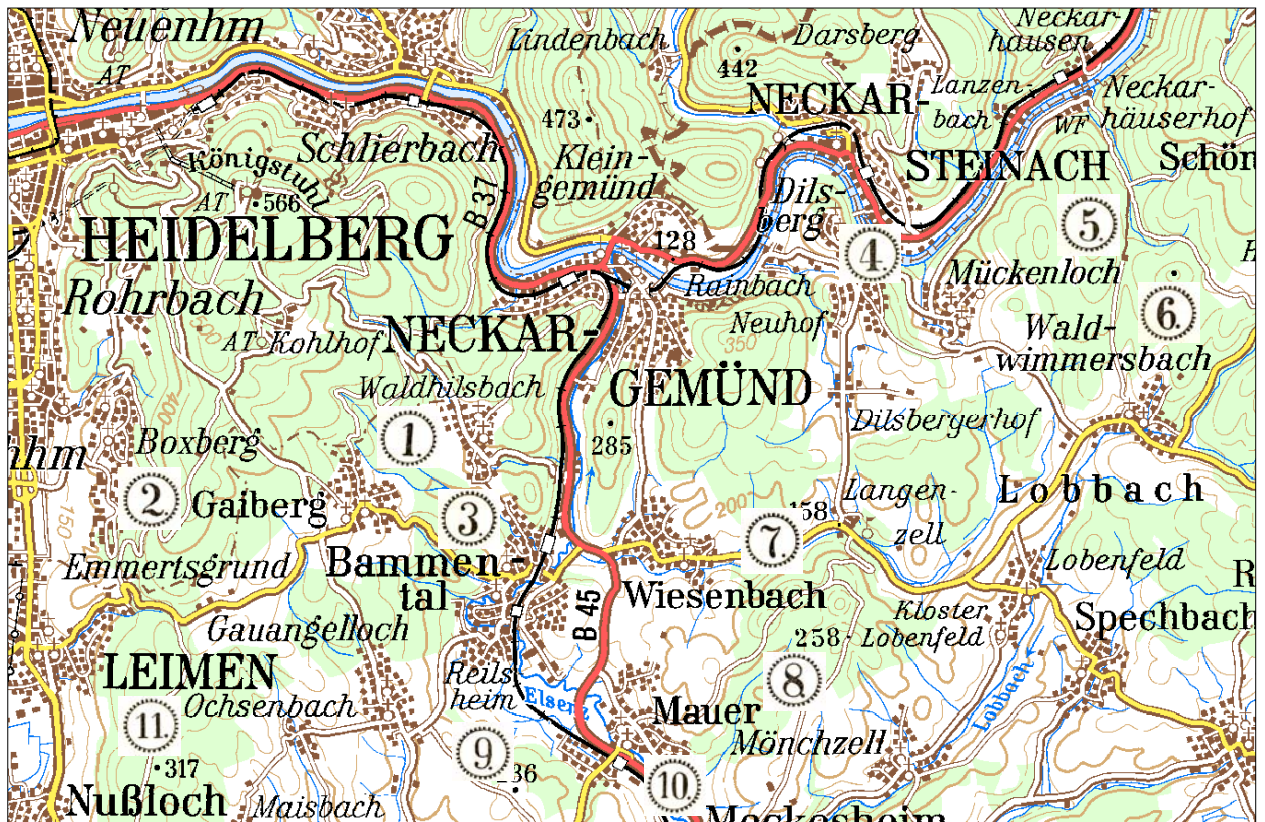 Neuenhm
AT
Lindenbach
442
Darsberg
Neckar-
hausen
NECKAR-
STEINACH
Lanzen-
bach
WF
Neckar-
häuserhof
Schön
Schlierbach
473
Klein-
gemünd
Königstuhl
AT
566
HEIDELBERG
B 37
Dils-
berg
128
4
5.
Rohrbach
Rainbach
Mückenloch
6.
AT
Kohlhof
NECKAR-
GEMÜND
Neuhof
350
Wald-
wimmersbach
400
Waldhilsbach
1.
285
Dilsbergerhof
Boxberg
hm
2
Gaiberg
3.
150
200
7.
158
Langen-
zell
Lobbach
Emmertsgrund
Bammen-
tal
Wiesenbach
B 45
Lobenfeld
R
Gauangelloch
Kloster
Lobenfeld
258
Spechbach
LEIMEN
Ochsenbach
Reils
heim
Elsenz
8.
Lobbach
Mauer
Mönchzell
11.
317
9
36
10.
Nußloch
Maisbach
Meckesheim